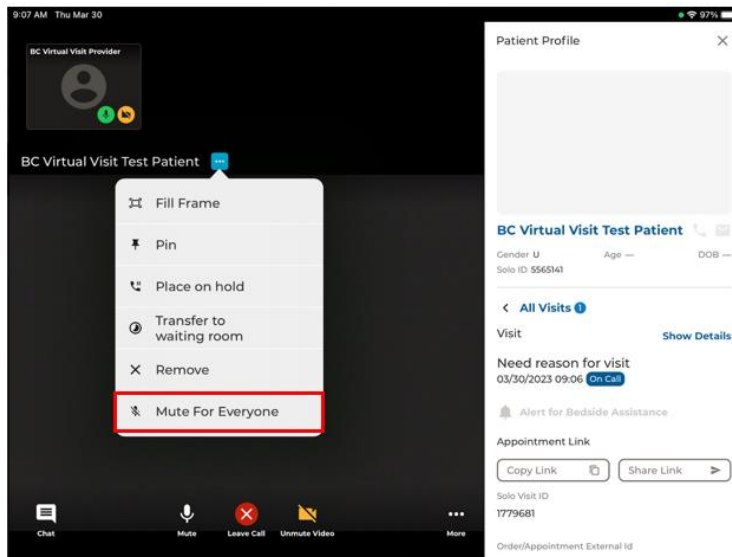 9:07 AM Thu Mar 30
97%
BC Virtual Visit Provider
BC Virtual Visit Test Patient
Fill Frame
Pin
Place on hold
Transfer to
waiting room
Remove
Mute For Everyone
Chat
Mute
Leave Call
Unmute Video
More
Patient Profile
BC Virtual Visit Test Patient
Gender U Age — DOB —
Solo ID 5565141
All Visits 1
Visit Show Details
Need reason for visit
03/30/2023 09:06 On Call
Alert for Bedside Assistance
Appointment Link
Copy Link Share Link
Solo Visit ID
1779681
Order/Appointment External Id